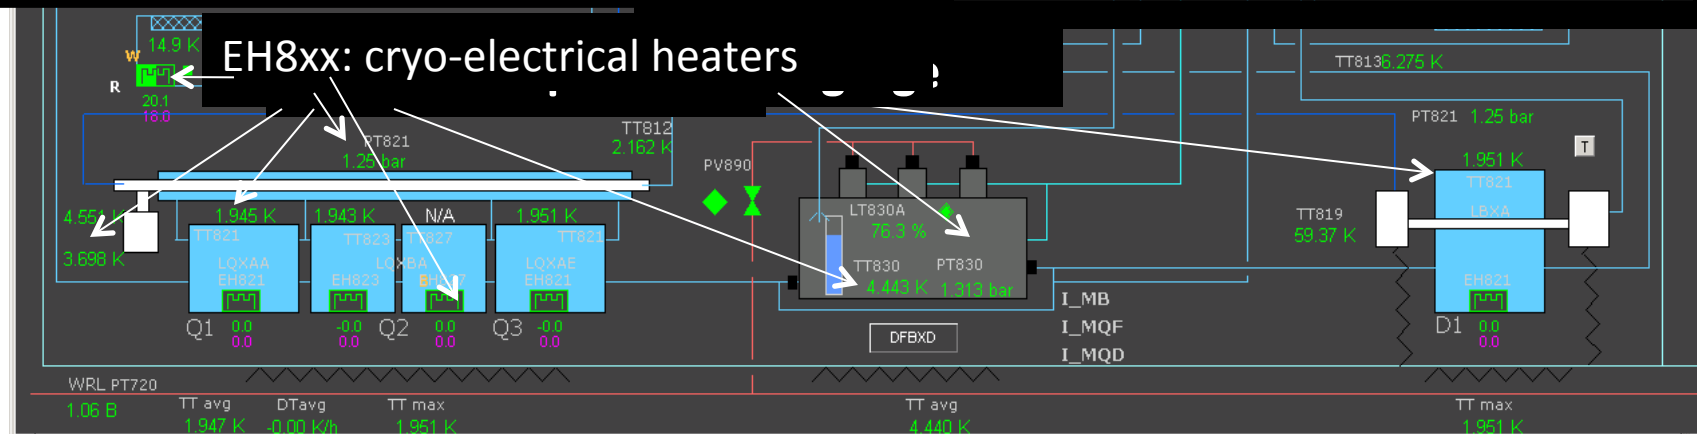 14.9 K
EH8xx: cryo-electrical heaters
W
R
20.1
18.0
TT813 6.275 K
PT821
1.25 bar
TT812
2.162 K
PV890
PT821 1.25 bar
T
1.951 K
TT821
LBXA
4.551 K
3.698 K
1.945 K 1.943 K N/A 1.951 K
TT821 TT823 TT827 TT821
LQXAA LQXBA LQXAE
EH821 EH823 EH827 EH821
Q1 0.0 -0.0 Q2 0.0 Q3 -0.0
0.0 0.0 0.0 0.0
LT830A
76.3 %
TT830 PT830
4.443 K 1.313 bar
TT819
59.37 K
EH821
D1 0.0
0.0
I_MB
I_MQF
I_MQD
DFBXD
WRL PT720
1.06 B
TT avg DTavg TT max TT avg TT max
1.947 K -0.00 K/h 1.951 K 4.440 K 1.951 K